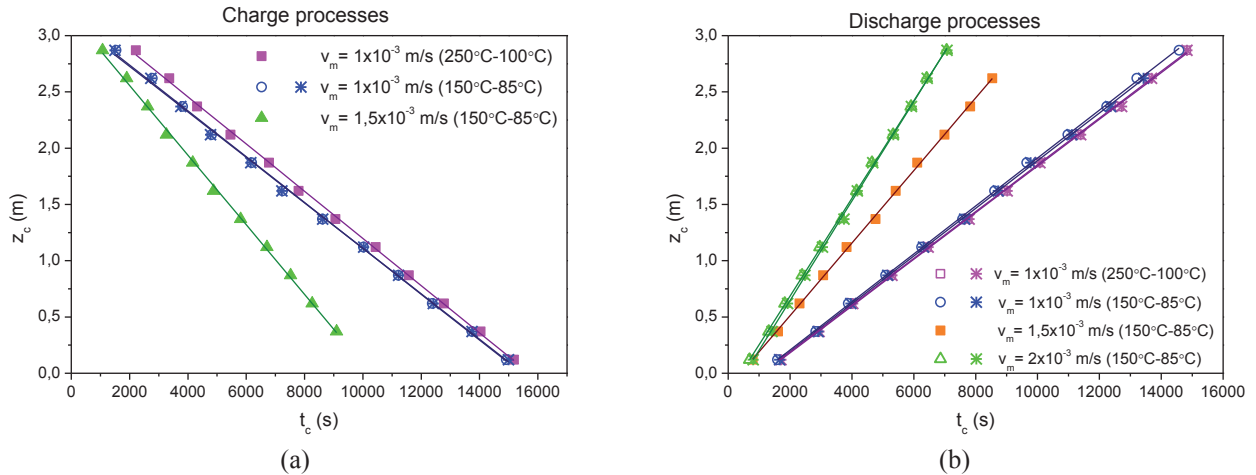 Charge processes
3,0
2,5
2,0
1,5
1,0
0,5
0,0
z_c (m)
0 2000 4000 6000 8000 10000 12000 14000 16000
t_c (s)
v_m= 1x10⁻³ m/s (250°C-100°C)
v_m= 1x10⁻³ m/s (150°C-85°C)
v_m= 1,5x10⁻³ m/s (150°C-85°C)
(a)
Discharge processes
3,0
2,5
2,0
1,5
1,0
0,5
0,0
z_c (m)
0 2000 4000 6000 8000 10000 12000 14000 16000
t_c (s)
v_m= 1x10⁻³ m/s (250°C-100°C)
v_m= 1x10⁻³ m/s (150°C-85°C)
v_m= 1,5x10⁻³ m/s (150°C-85°C)
v_m= 2x10⁻³ m/s (150°C-85°C)
(b)